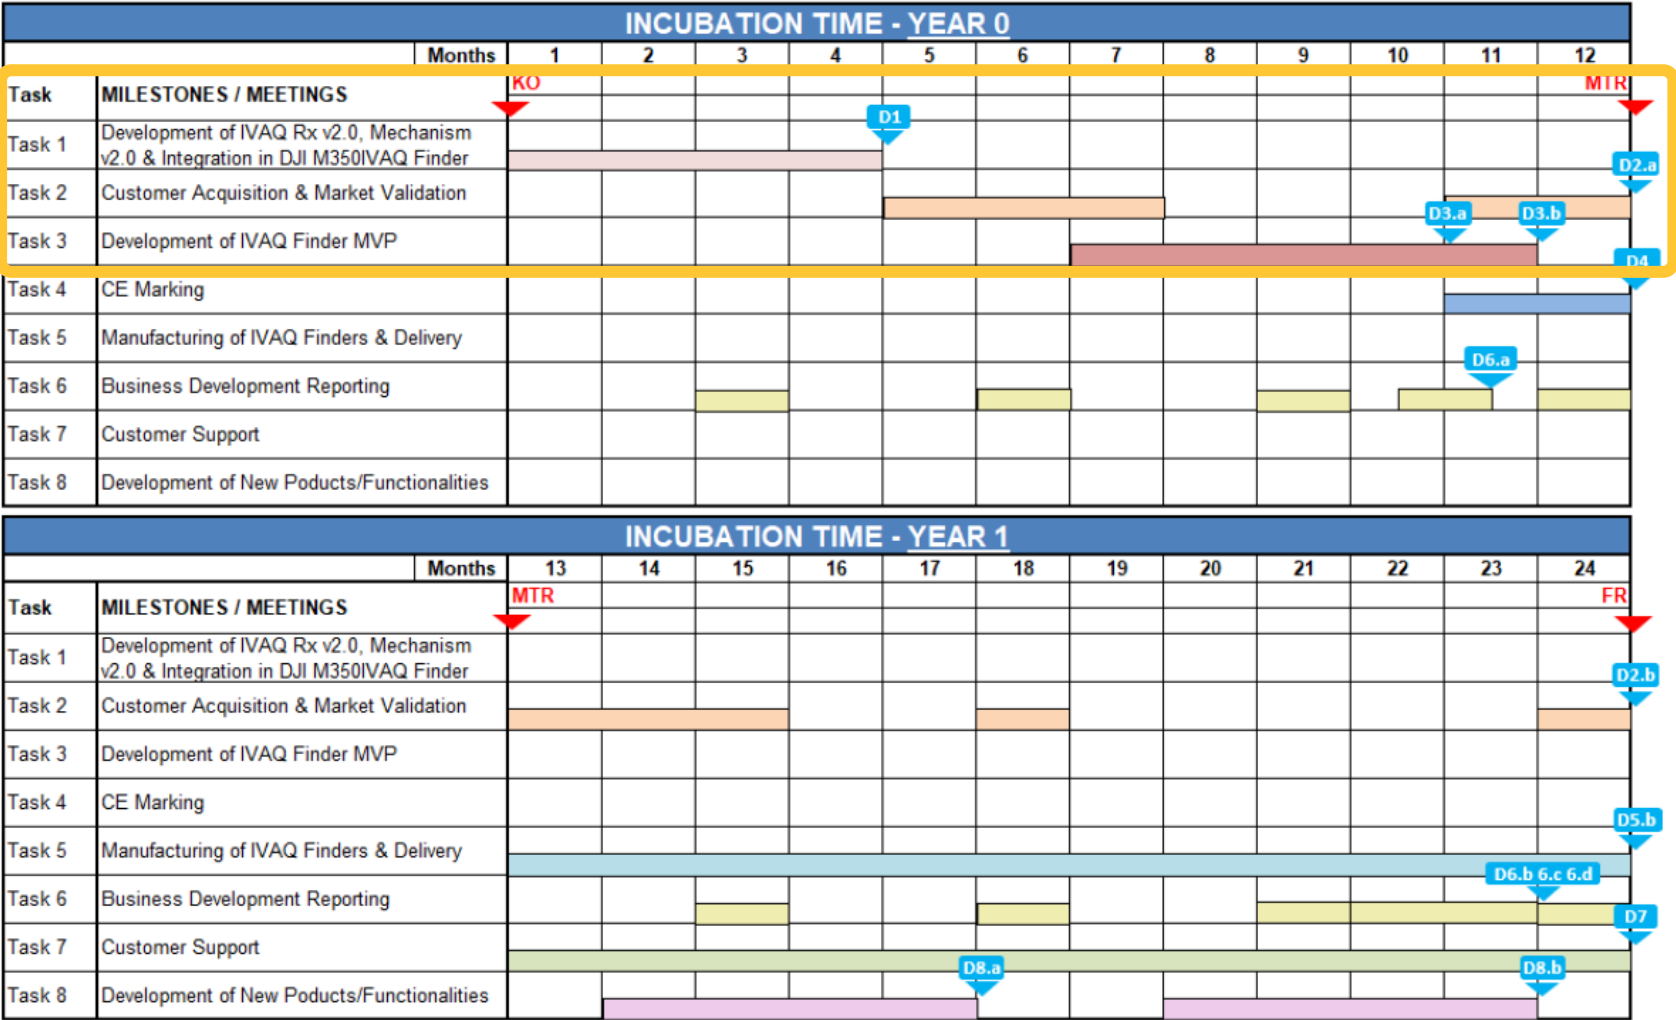 INCUBATION TIME - YEAR 0
Months 1 2 3 4 5 6 7 8 9 10 11 12
KO MTR
Task MILESTONES / MEETINGS
D1
Task 1 Development of IVAQ Rx v2.0, Mechanism
v2.0 & Integration in DJI M350IVAQ Finder
D2.a
Task 2 Customer Acquisition & Market Validation
D3.a D3.b
Task 3 Development of IVAQ Finder MVP
D4
Task 4 CE Marking
Task 5 Manufacturing of IVAQ Finders & Delivery
D6.a
Task 6 Business Development Reporting
Task 7 Customer Support
Task 8 Development of New Poducts/Functionalities
INCUBATION TIME - YEAR 1
Months 13 14 15 16 17 18 19 20 21 22 23 24
MTR FR
Task MILESTONES / MEETINGS
Task 1 Development of IVAQ Rx v2.0, Mechanism
v2.0 & Integration in DJI M350IVAQ Finder
D2.b
Task 2 Customer Acquisition & Market Validation
Task 3 Development of IVAQ Finder MVP
Task 4 CE Marking
D5.b
Task 5 Manufacturing of IVAQ Finders & Delivery
D6.b 6.c 6.d
Task 6 Business Development Reporting
D7
Task 7 Customer Support
D8.a D8.b
Task 8 Development of New Poducts/Functionalities